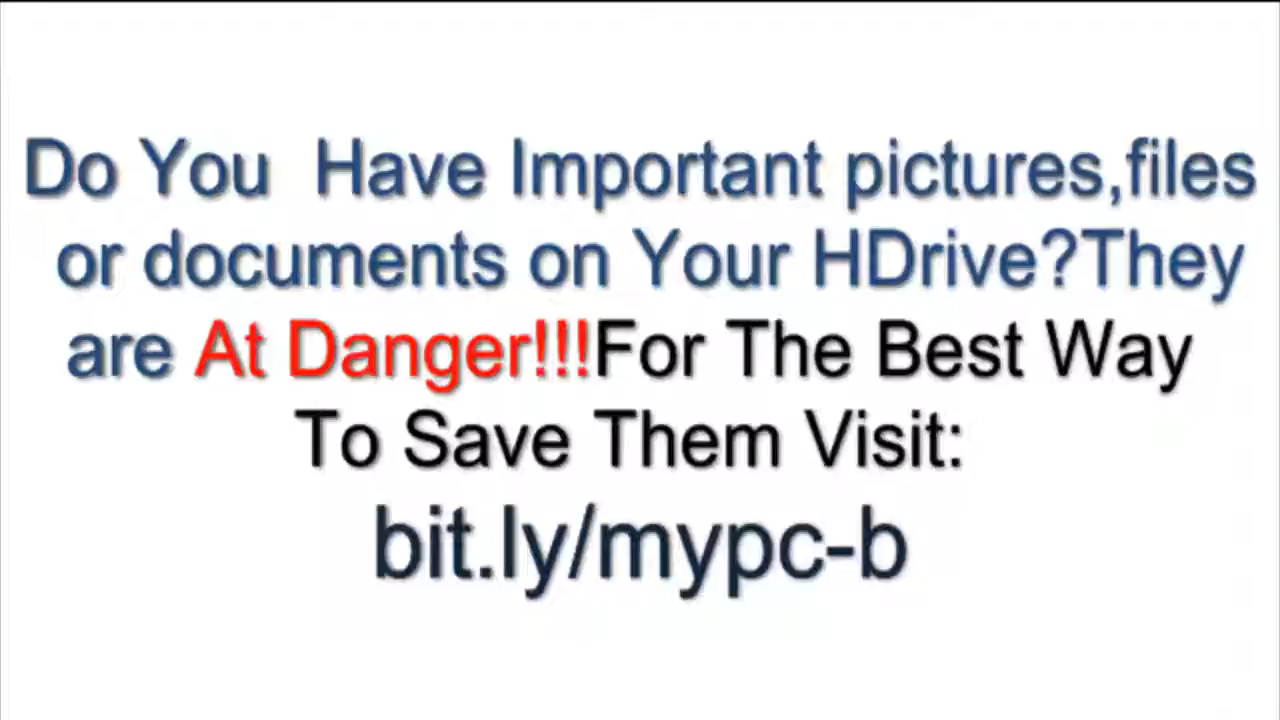 Do You  Have Important pictures,files
or documents on Your HDrive?They
are At Danger!!!For The Best Way
To Save Them Visit:
bit.ly/mypc-b